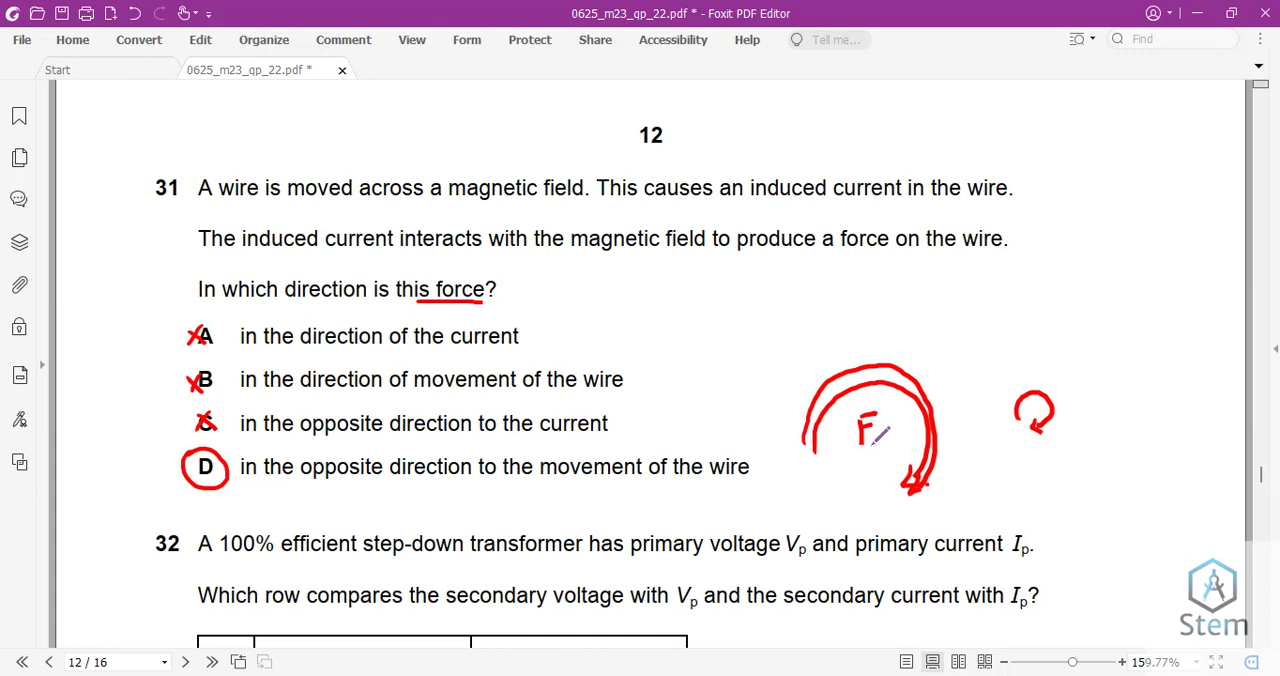 0625_m23_qp_22.pdf * - Foxit PDF Editor
File Home Convert Edit Organize Comment View Form Protect Share Accessibility Help Tell me... Find
Start 0625_m23_qp_22.pdf *
12
31 A wire is moved across a magnetic field. This causes an induced current in the wire.
The induced current interacts with the magnetic field to produce a force on the wire.
In which direction is this force?
A in the direction of the current
B in the direction of movement of the wire
C in the opposite direction to the current
D in the opposite direction to the movement of the wire
F
32 A 100% efficient step-down transformer has primary voltage Vp and primary current Ip.
Which row compares the secondary voltage with Vp and the secondary current with Ip?
Stem
12 / 16 159.77%